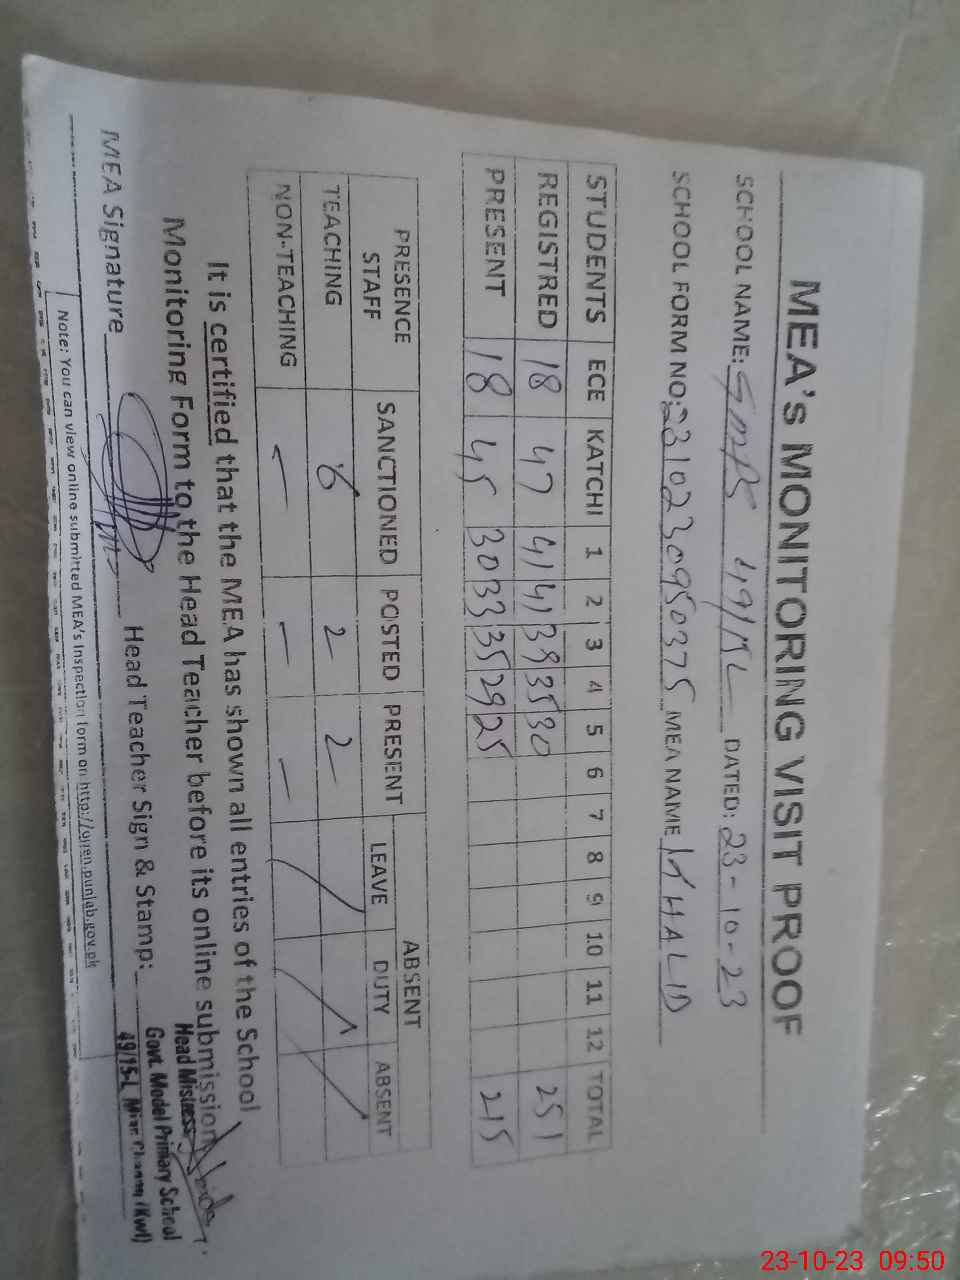 MEA's MONITORING VISIT PROOF
SCHOOL NAME: GMPS 49/15L DATED: 23-10-23
SCHOOL FORM NO: 2310230950375 MEA NAME KHALID
STUDENTS ECE KATCHI 1 2 3 4 5 6 7 8 9 10 11 12 TOTAL
REGISTRED 18 47 41 41 39 35 30 251
PRESENT 18 45 30 33 35 29 25 215
PRESENCE STAFF SANCTIONED POSTED PRESENT ABSENT
LEAVE DUTY ABSENT
TEACHING 6 2 2
NON-TEACHING - - -
It is certified that the MEA has shown all entries of the School
Monitoring Form to the Head Teacher before its online submission
MEA Signature Head Teacher Sign & Stamp:
Head Mistress
Govt. Model Primary School
49/15-L Mian Channu (Kwl)
Note: You can view online submitted MEA's Inspection form on http://open.punjab.gov.pk
23-10-23 09:50